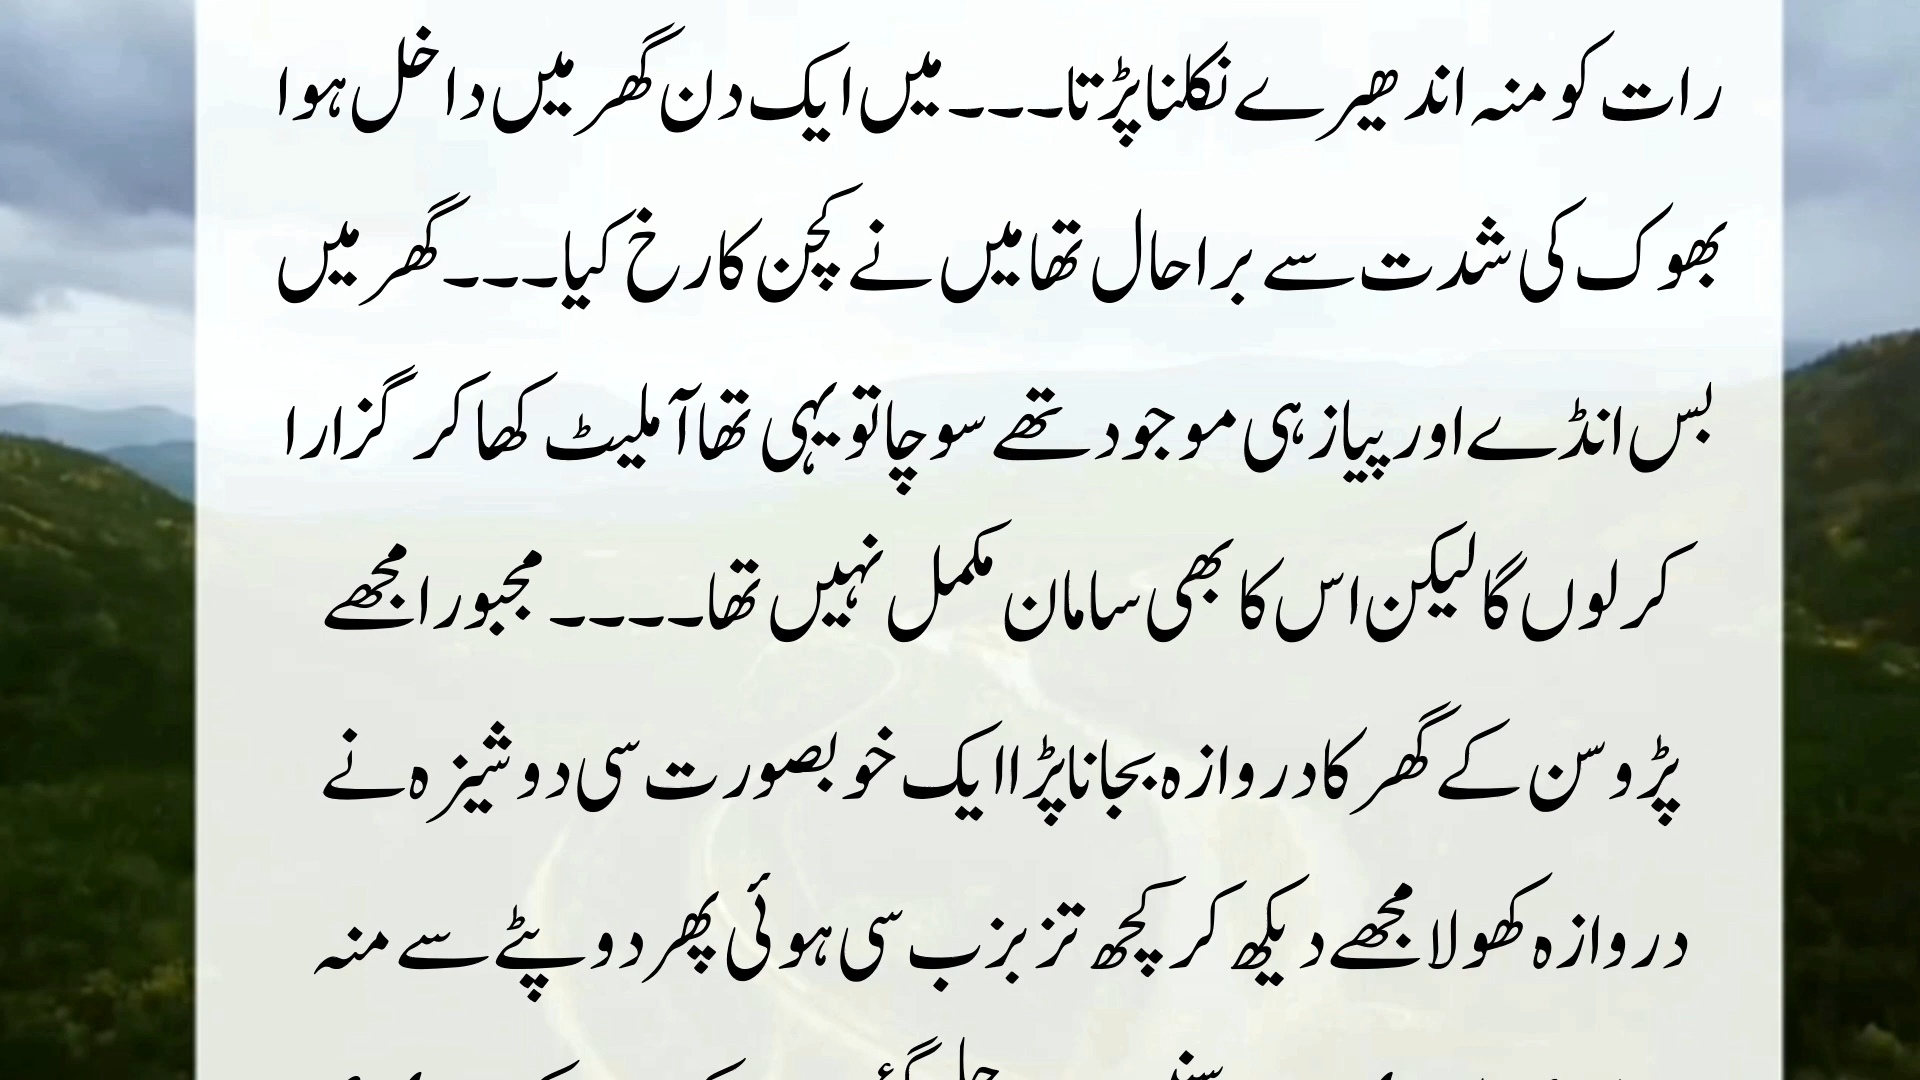 رات کو منہ اندھیرے نکلنا پڑتا۔۔۔ میں ایک دن گھر میں داخل ہوا
بھوک کی شدت سے برا حال تھا میں نے کچن کا رخ کیا۔۔۔ گھر میں
بس انڈے اور پیاز ہی موجود تھے سوچا تو یہی تھا آملیٹ کھا کر گزارا
کر لوں گا لیکن اس کا بھی سامان مکمل نہیں تھا۔۔۔۔ مجبورا مجھے
پڑوسن کے گھر کا دروازہ بجانا پڑا ایک خوبصورت سی دوشیزہ نے
دروازہ کھولا مجھے دیکھ کر کچھ تزبزب سی ہوئی پھر دوپٹے سے منہ